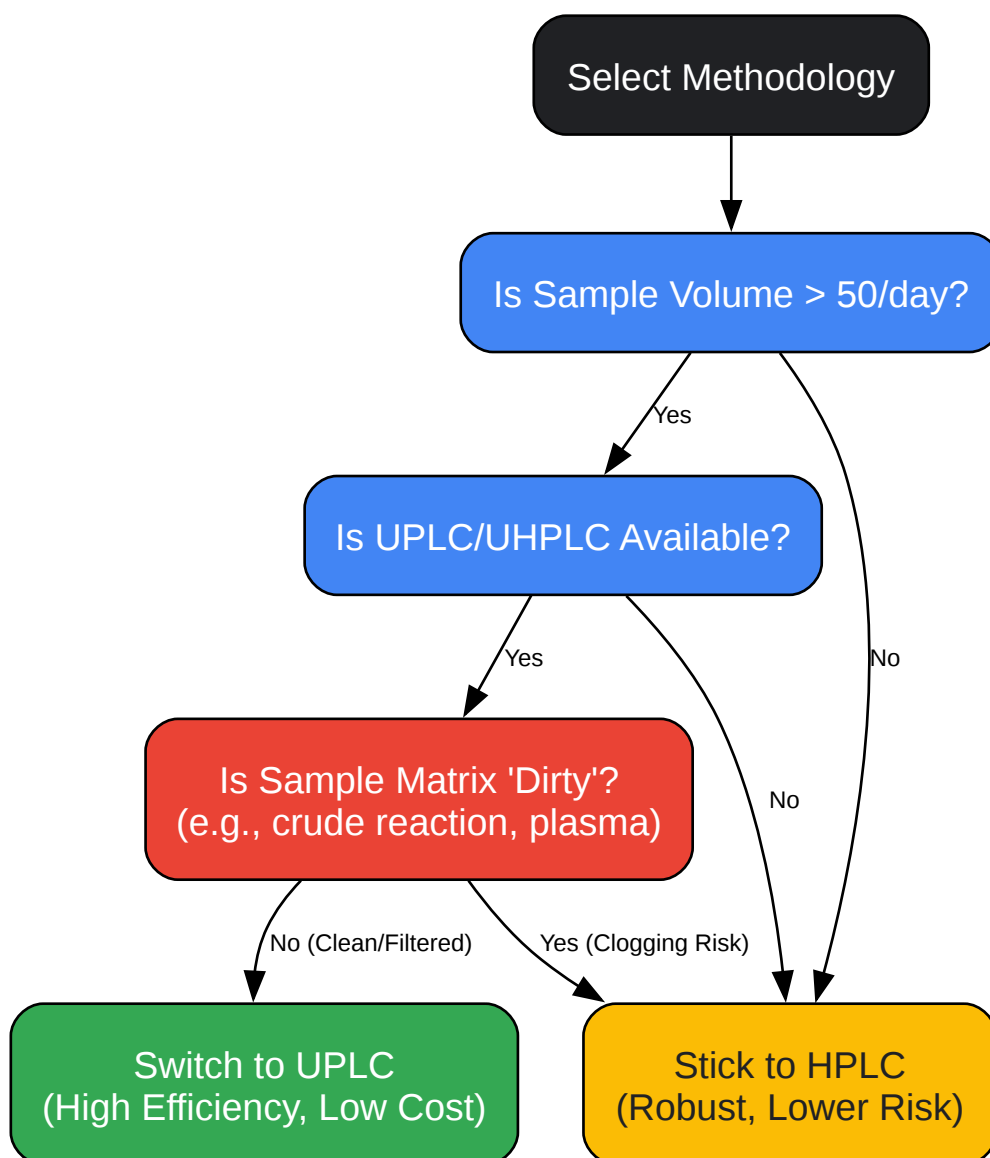 Select Methodology
Is Sample Volume > 50/day?
Yes
Is UPLC/UHPLC Available?
Yes
No
Is Sample Matrix 'Dirty'?
(e.g., crude reaction, plasma)
No
No (Clean/Filtered)
Yes (Clogging Risk)
Switch to UPLC
(High Efficiency, Low Cost)
Stick to HPLC
(Robust, Lower Risk)